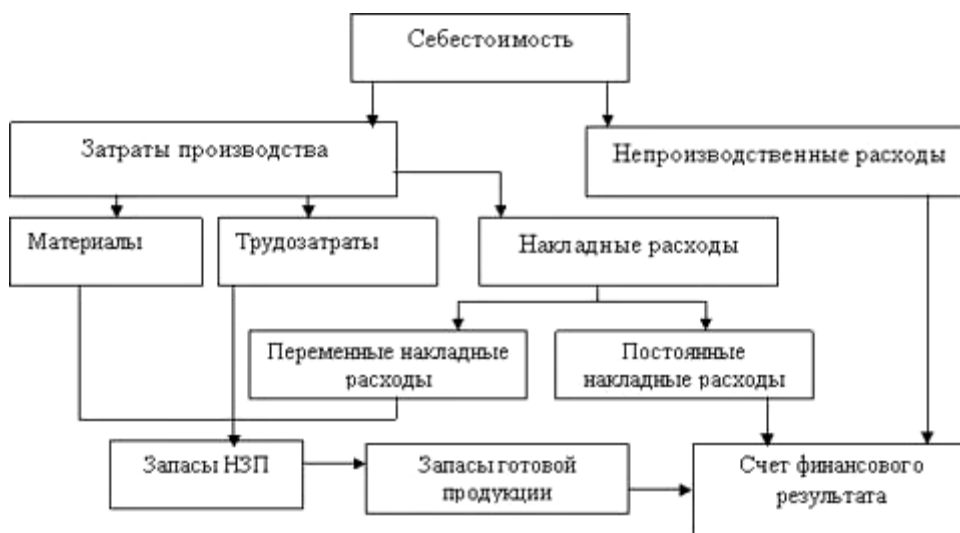 Себестоимость
Затраты производства
Непроизводственные расходы
Материалы
Трудозатраты
Накладные расходы
Переменные накладные
расходы
Постоянные
накладные расходы
Запасы НЗП
Запасы готовой
продукции
Счет финансового
результата